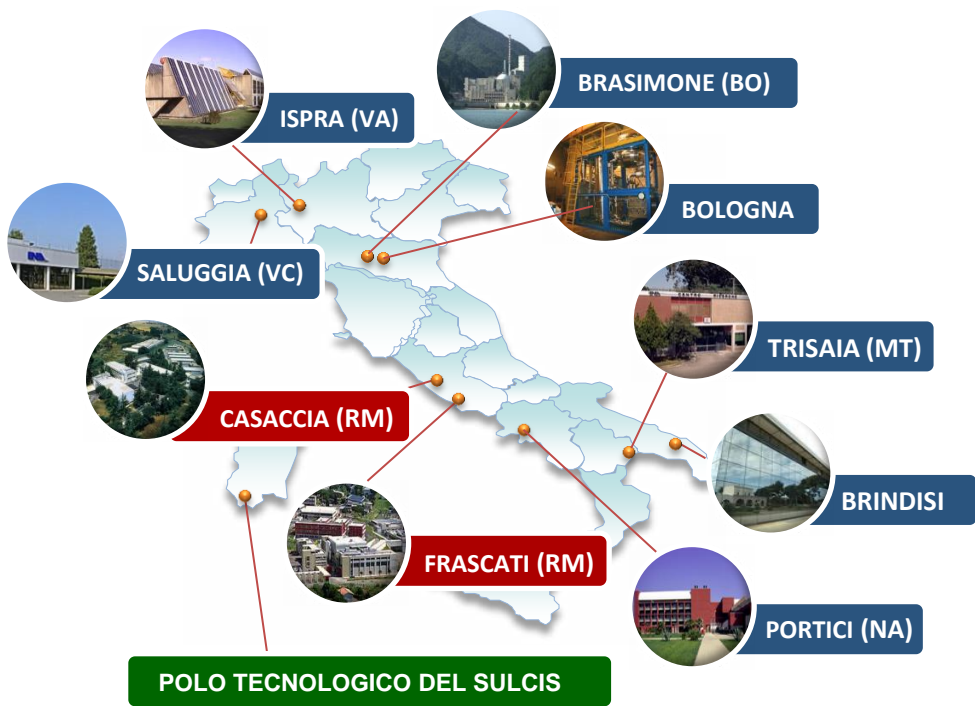 BRASIMONE (BO)
ISPRA (VA)
BOLOGNA
SALUGGIA (VC)
TRISAIA (MT)
CASACCIA (RM)
BRINDISI
FRASCATI (RM)
PORTICI (NA)
POLO TECNOLOGICO DEL SULCIS